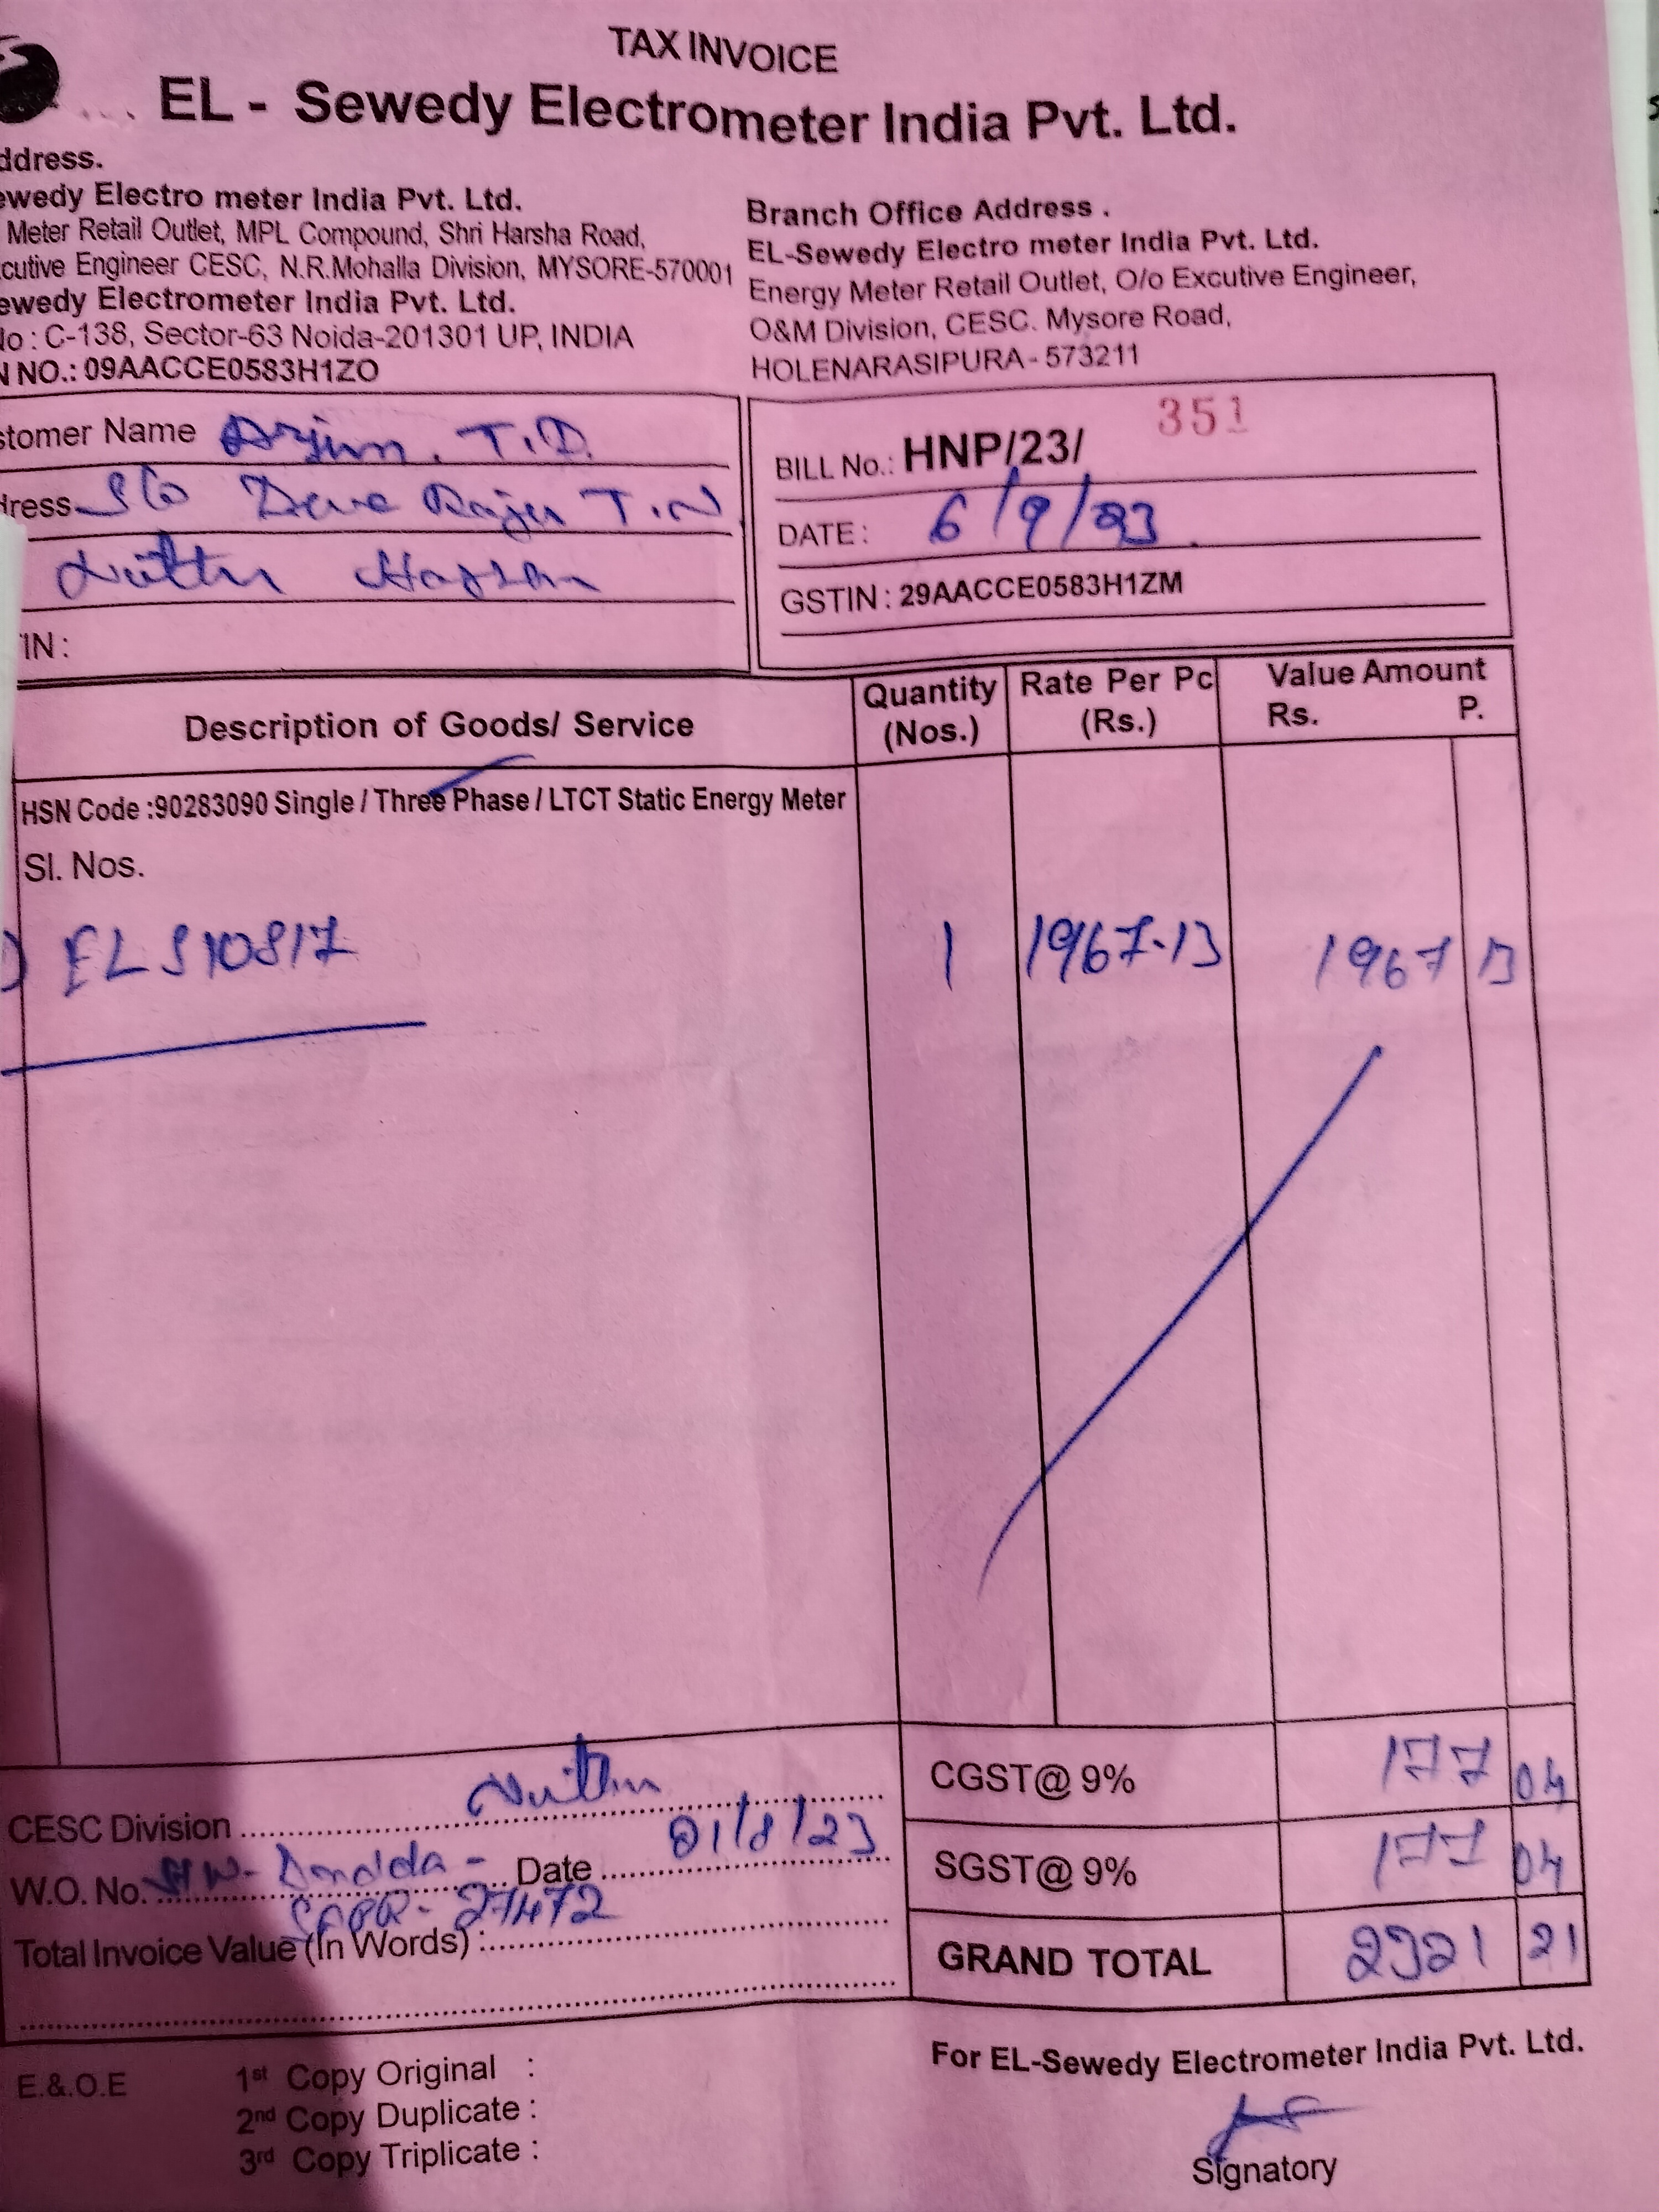 TAX INVOICE
EL - Sewedy Electrometer India Pvt. Ltd.
ddress.
ewedy Electro meter India Pvt. Ltd.
Meter Retail Outlet, MPL Compound, Shri Harsha Road,
cutive Engineer CESC, N.R.Mohalla Division, MYSORE-570001
ewedy Electrometer India Pvt. Ltd.
No : C-138, Sector-63 Noida-201301 UP, INDIA
N NO.: 09AACCE0583H1ZO
Branch Office Address .
EL-Sewedy Electro meter India Pvt. Ltd.
Energy Meter Retail Outlet, O/o Excutive Engineer,
O&M Division, CESC. Mysore Road,
HOLENARASIPURA - 573211
stomer Name Arjun. T.D.
dress S/o Deve T.N
Hassan
IN :
BILL No.: HNP/23/ 351
DATE : 6/9/23
GSTIN : 29AACCE0583H1ZM
Description of Goods/ Service
Quantity (Nos.)
Rate Per Pc (Rs.)
Value Amount
Rs. P.
HSN Code :90283090 Single / Three Phase / LTCT Static Energy Meter
Sl. Nos.
1 1967-13 1967 13
CGST@ 9% 177 04
SGST@ 9% 177 04
GRAND TOTAL 2321 21
CESC Division
W.O. No. Date 01/8/23
27472
Total Invoice Value (In Words) :
E.&.O.E
1st Copy Original :
2nd Copy Duplicate :
3rd Copy Triplicate :
For EL-Sewedy Electrometer India Pvt. Ltd.
Signatory